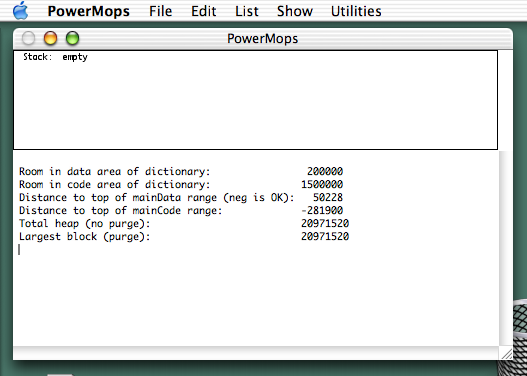 PowerMops File Edit List Show Utilities
PowerMops
Stack: empty
Room in data area of dictionary: 200000
Room in code area of dictionary: 1500000
Distance to top of mainData range (neg is OK): 50228
Distance to top of mainCode range: -281900
Total heap (no purge): 20971520
Largest block (purge): 20971520